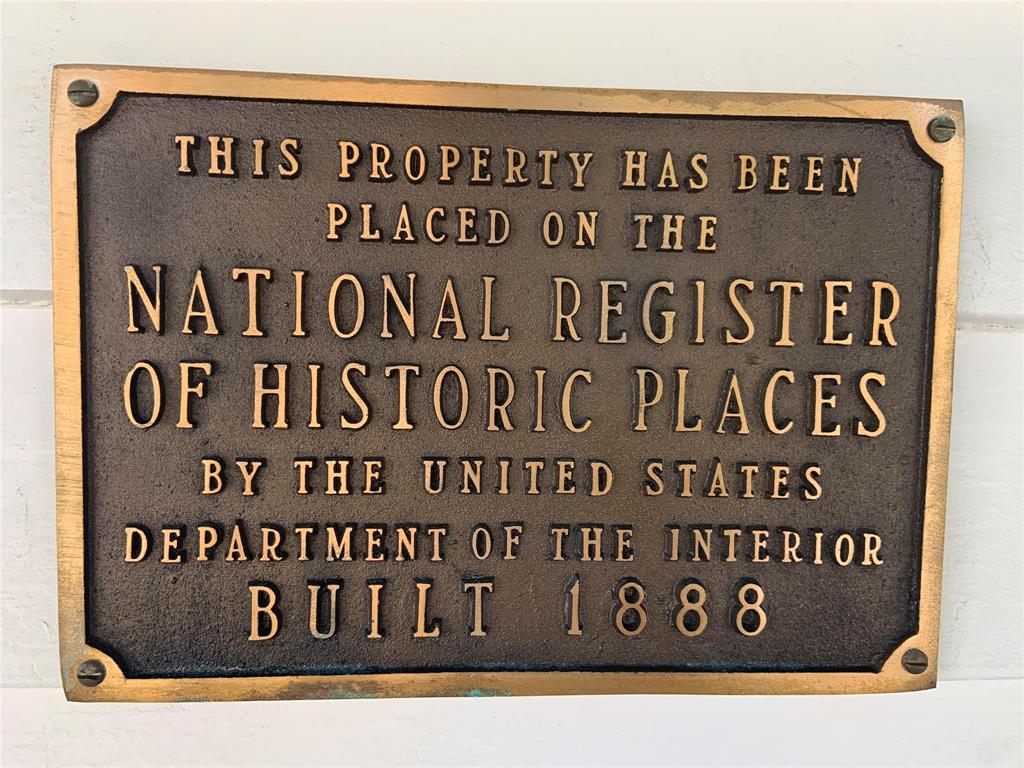 THIS PROPERTY HAS BEEN
PLACED ON THE
NATIONAL REGISTER
OF HISTORIC PLACES
BY THE UNITED STATES
DEPARTMENT OF THE INTERIOR
BUILT 1888